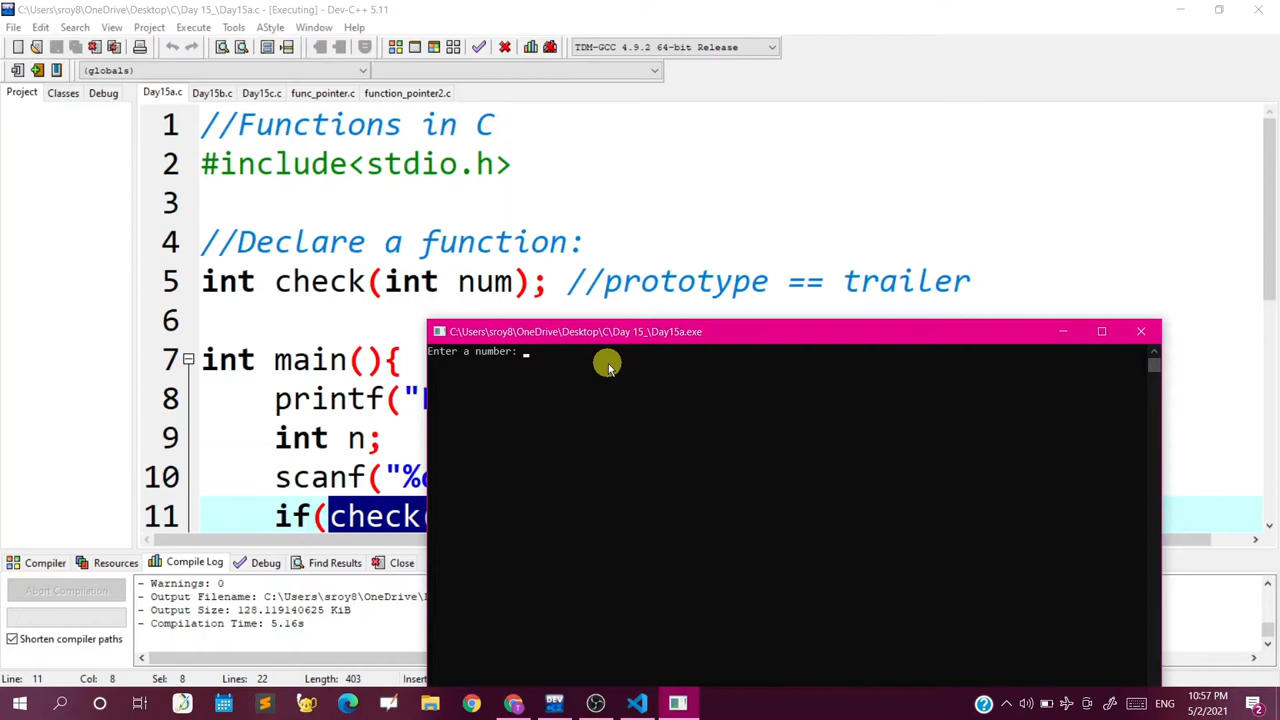 C:\Users\sroy8\OneDrive\Desktop\C\Day 15_\Day15a.c - [Executing] - Dev-C++ 5.11
File Edit Search View Project Execute Tools AStyle Window Help
TDM-GCC 4.9.2 64-bit Release
(globals)
Project Classes Debug Day15a.c Day15b.c Day15c.c func_pointer.c function_pointer2.c
1 //Functions in C
2 #include<stdio.h>
3
4 //Declare a function:
5 int check(int num); //prototype == trailer
6
C:\Users\sroy8\OneDrive\Desktop\C\Day 15_\Day15a.exe
Enter a number:
7 int main(){
8 printf("
9 int n;
10 scanf("%
11 if(check(
Compiler Resources Compile Log Debug Find Results Close
Abort Compilation
Shorten compiler paths
- Warnings: 0
- Output Filename: C:\Users\sroy8\OneDrive\
- Output Size: 128.119140625 KiB
- Compilation Time: 5.16s
Line: 11 Col: 8 Sel: 8 Lines: 22 Length: 403
DEV
ENG
10:57 PM
5/2/2021
2